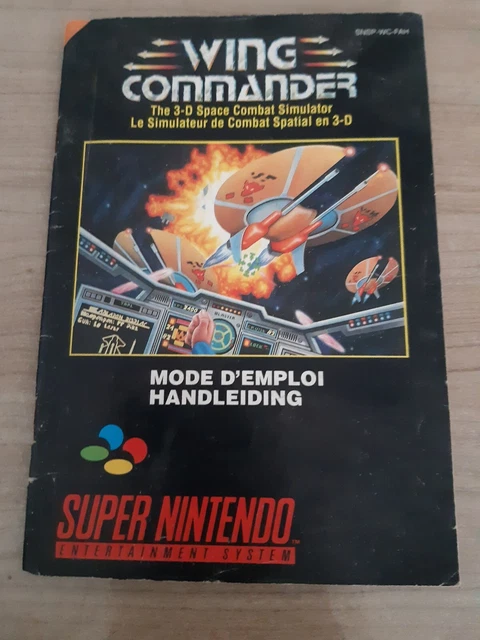 SNSP-WC-FAH
WING
COMMANDER
The 3-D Space Combat Simulator
Le Simulateur de Combat Spatial en 3-D
MODE D'EMPLOI
HANDLEIDING
SUPER NINTENDO
TM
ENTERTAINMENT SYSTEM